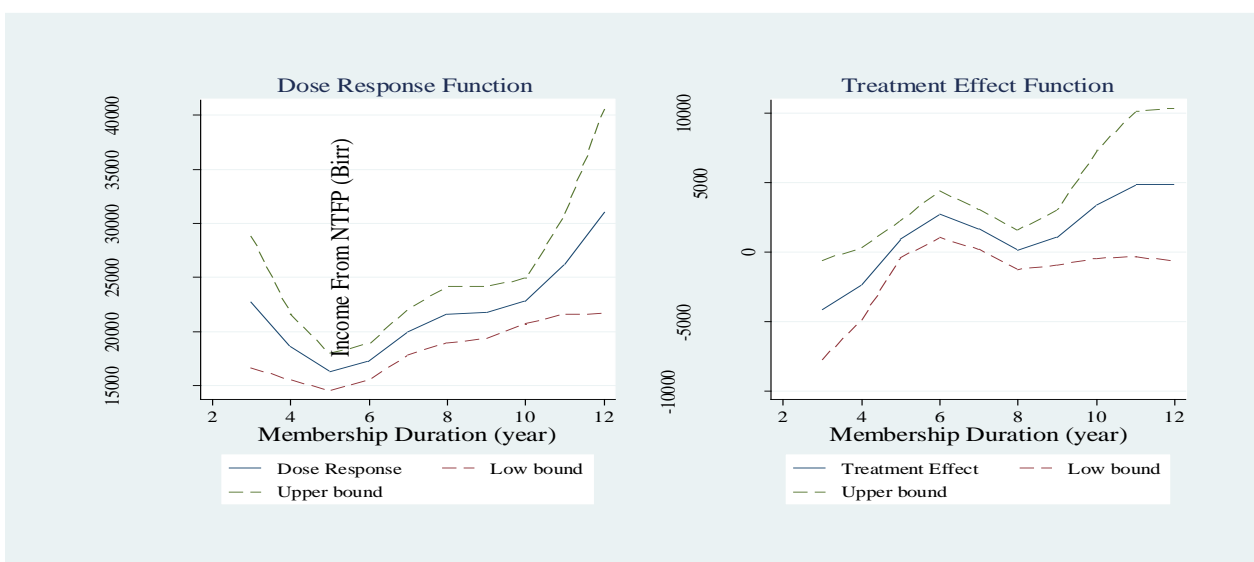 Dose Response Function
40000
35000
30000
25000
20000
15000
Income From NTFP (Birr)
2 4 6 8 10 12
Membership Duration (year)
Dose Response Low bound
Upper bound
Treatment Effect Function
10000
5000
0
-5000
-10000
2 4 6 8 10 12
Membership Duration (year)
Treatment Effect Low bound
Upper bound